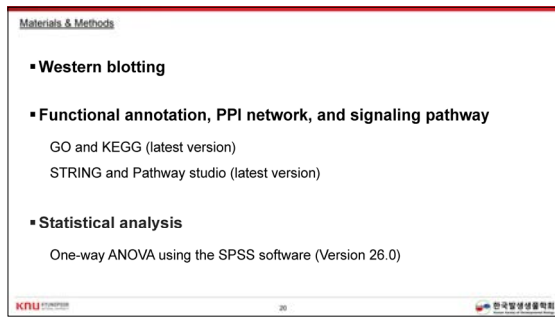 Materials & Methods
▪ Western blotting
▪ Functional annotation, PPI network, and signaling pathway
GO and KEGG (latest version)
STRING and Pathway studio (latest version)
▪ Statistical analysis
One-way ANOVA using the SPSS software (Version 26.0)
KNU
20
한국발생생물학회